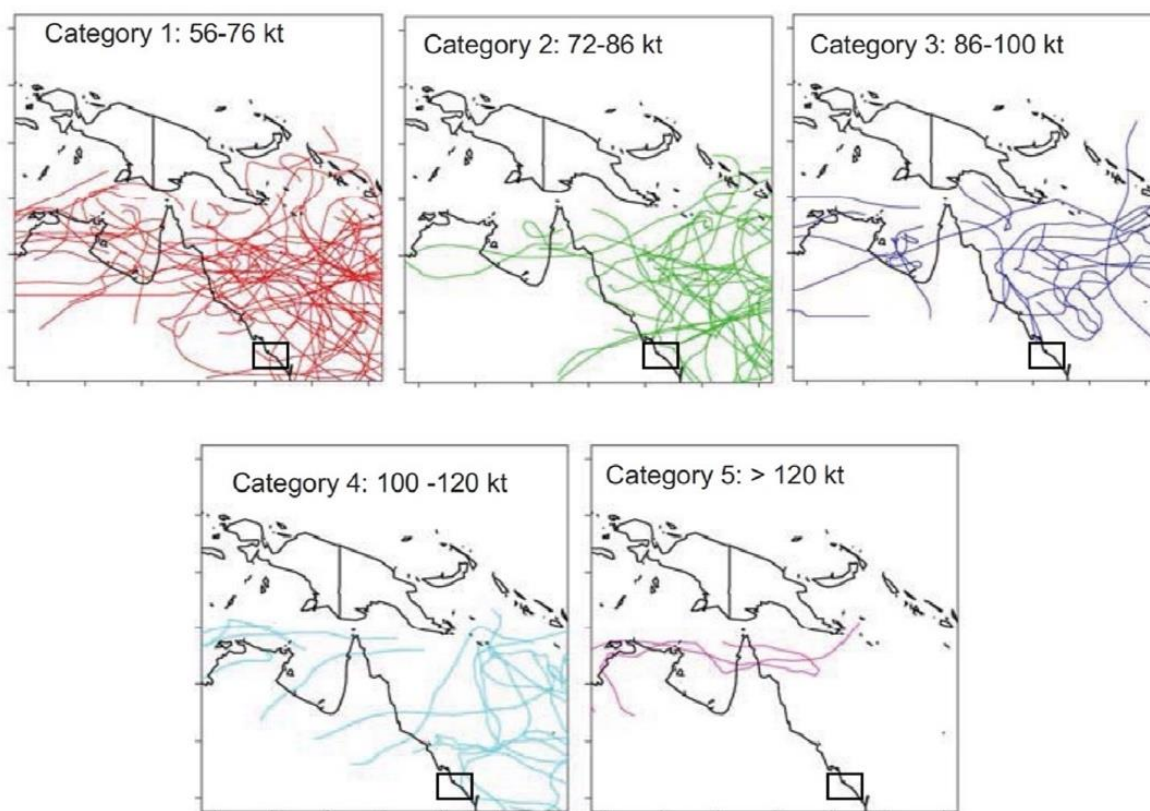 Category 1: 56-76 kt
Category 2: 72-86 kt
Category 3: 86-100 kt
Category 4: 100 -120 kt
Category 5: > 120 kt